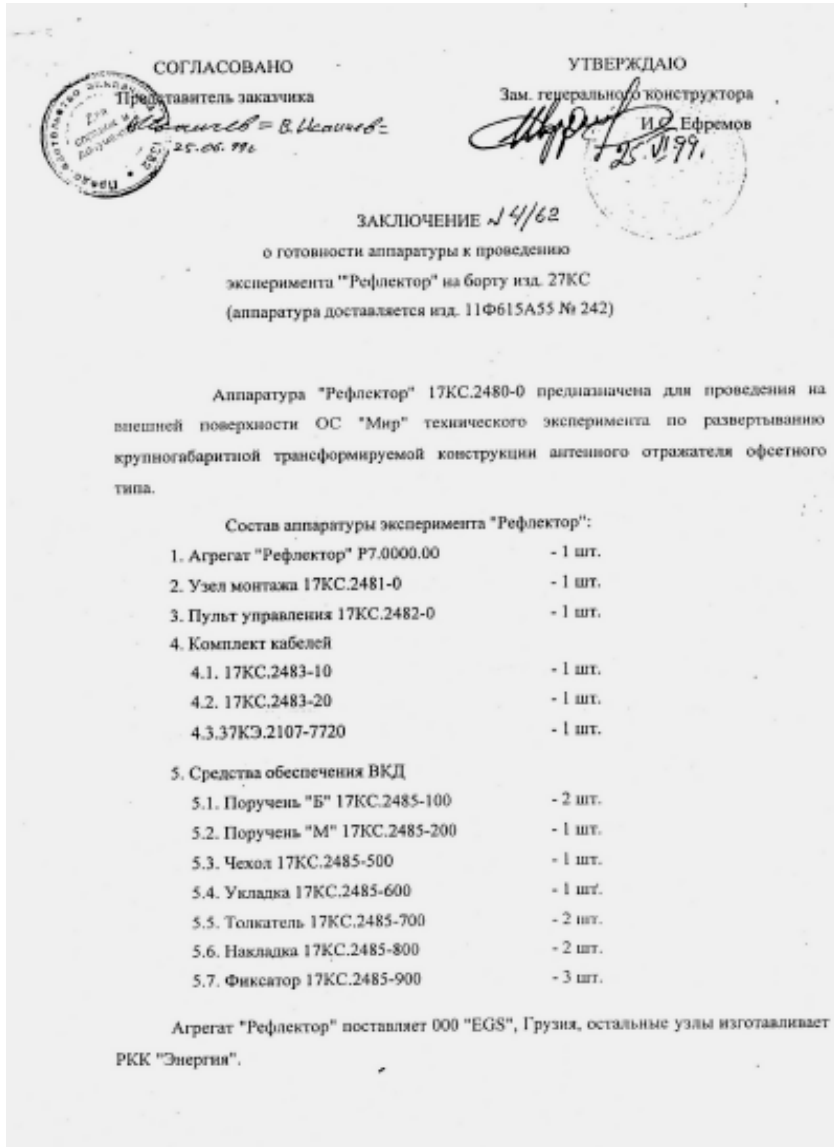 СОГЛАСОВАНО
Представитель заказчика
В. Исанчев
25.06.99г
УТВЕРЖДАЮ
Зам. генерального конструктора
И.С. Ефремов
25.VI.99.
ЗАКЛЮЧЕНИЕ № 4/62
о готовности аппаратуры к проведению
эксперимента '"Рефлектор" на борту изд. 27КС
(аппаратура доставляется изд. 11Ф615А55 № 242)
Аппаратура "Рефлектор" 17КС.2480-0 предназначена для проведения на
внешней поверхности ОС "Мир" технического эксперимента по развертыванию
крупногабаритной трансформируемой конструкции антенного отражателя офсетного
типа.
Состав аппаратуры эксперимента "Рефлектор":
1. Агрегат "Рефлектор" Р7.0000.00 - 1 шт.
2. Узел монтажа 17КС.2481-0 - 1 шт.
3. Пульт управления 17КС.2482-0 - 1 шт.
4. Комплект кабелей
4.1. 17КС.2483-10 - 1 шт.
4.2. 17КС.2483-20 - 1 шт.
4.3.37КЭ.2107-7720 - 1 шт.
5. Средства обеспечения ВКД
5.1. Поручень "Б" 17КС.2485-100 - 2 шт.
5.2. Поручень "М" 17КС.2485-200 - 1 шт.
5.3. Чехол 17КС.2485-500 - 1 шт.
5.4. Укладка 17КС.2485-600 - 1 шт.
5.5. Толкатель 17КС.2485-700 - 2 шт.
5.6. Накладка 17КС.2485-800 - 2 шт.
5.7. Фиксатор 17КС.2485-900 - 3 шт.
Агрегат "Рефлектор" поставляет 000 "EGS", Грузия, остальные узлы изготавливает
РКК "Энергия".